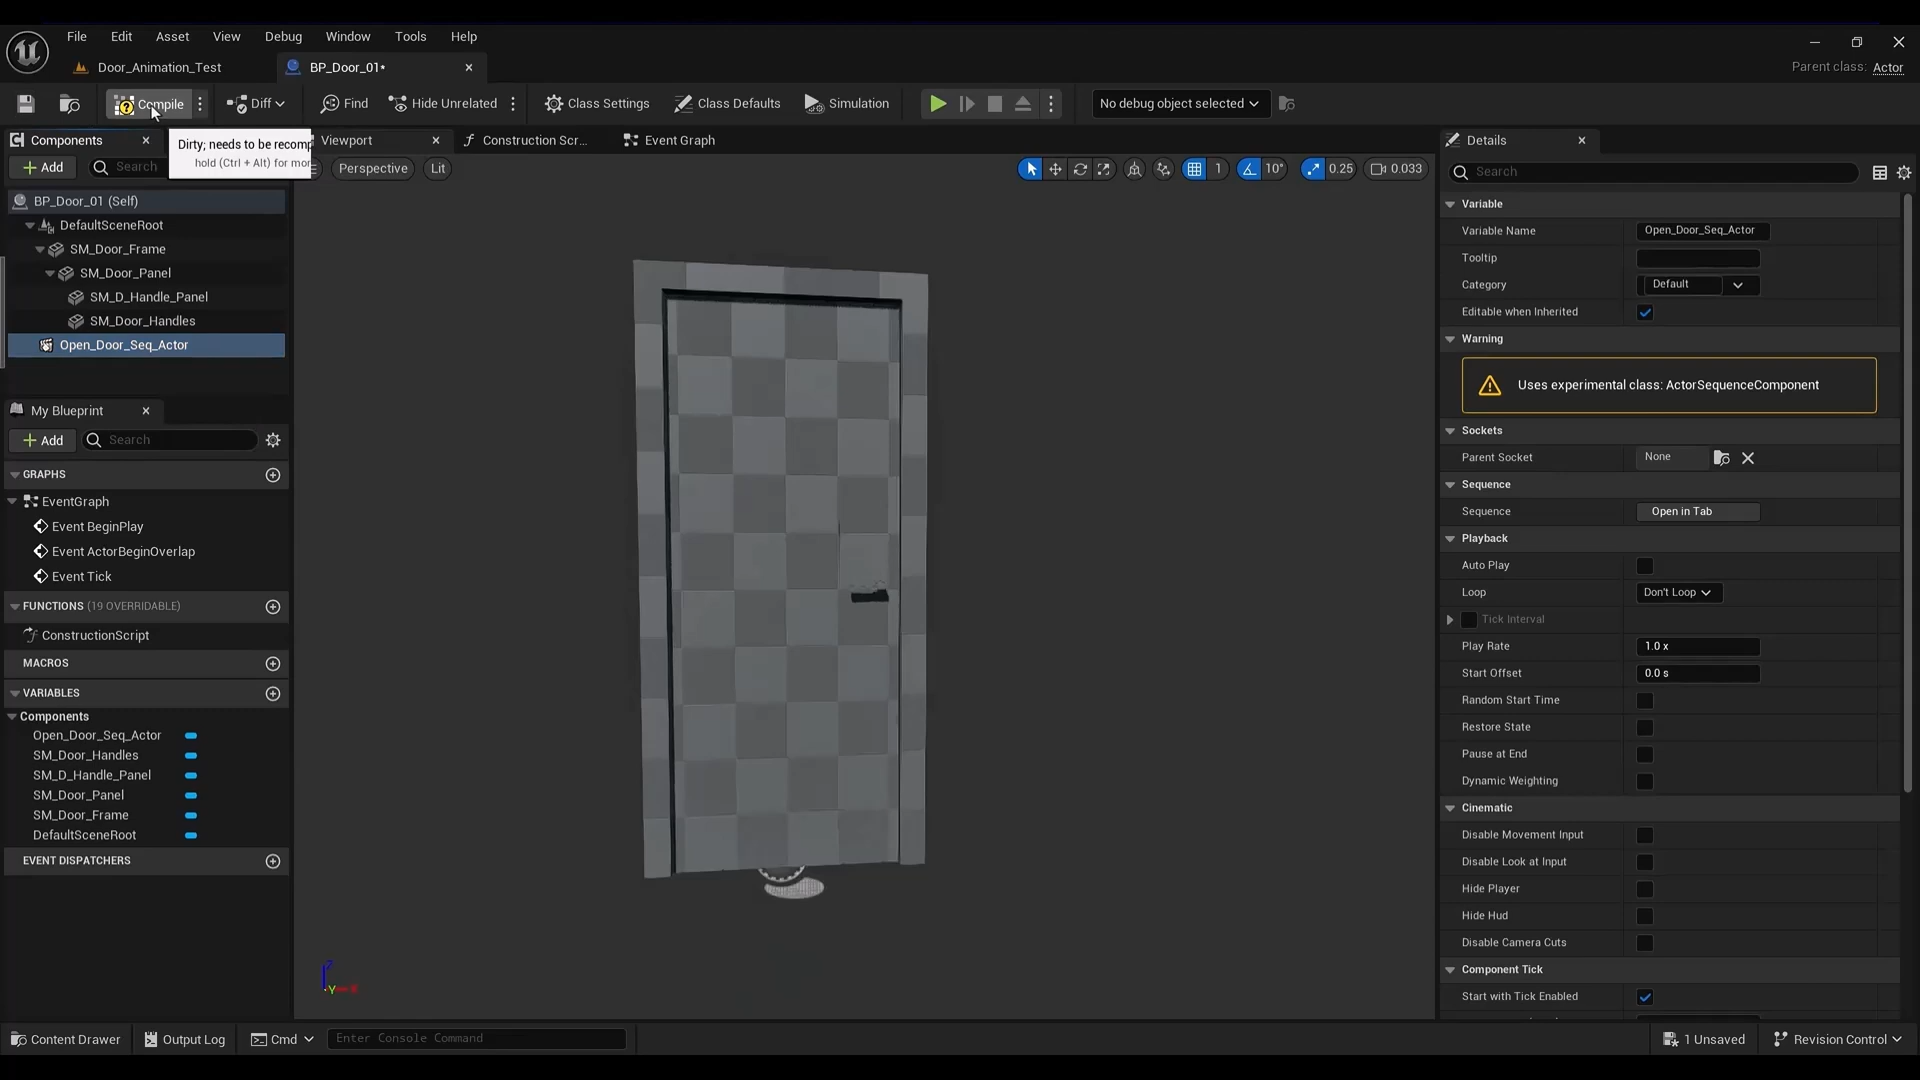 File Edit Asset View Debug Window Tools Help
Door_Animation_Test BP_Door_01* Parent class: Actor
Compile Diff Find Hide Unrelated Class Settings Class Defaults Simulation No debug object selected
Components Viewport Construction Scr... Event Graph Details
Dirty; needs to be recomp
hold (Ctrl + Alt) for mor
Add Search Perspective Lit 1 10° 0.25 0.033 Search
BP_Door_01 (Self)
DefaultSceneRoot
SM_Door_Frame
SM_Door_Panel
SM_D_Handle_Panel
SM_Door_Handles
Open_Door_Seq_Actor
My Blueprint
Add Search
GRAPHS
EventGraph
Event BeginPlay
Event ActorBeginOverlap
Event Tick
FUNCTIONS (19 OVERRIDABLE)
ConstructionScript
MACROS
VARIABLES
Components
Open_Door_Seq_Actor
SM_Door_Handles
SM_D_Handle_Panel
SM_Door_Panel
SM_Door_Frame
DefaultSceneRoot
EVENT DISPATCHERS
Z
Y
Variable
Variable Name Open_Door_Seq_Actor
Tooltip
Category Default
Editable when Inherited
Warning
Uses experimental class: ActorSequenceComponent
Sockets
Parent Socket None
Sequence
Sequence Open in Tab
Playback
Auto Play
Loop Don't Loop
Tick Interval
Play Rate 1.0 x
Start Offset 0.0 s
Random Start Time
Restore State
Pause at End
Dynamic Weighting
Cinematic
Disable Movement Input
Disable Look at Input
Hide Player
Hide Hud
Disable Camera Cuts
Component Tick
Start with Tick Enabled
Content Drawer Output Log Cmd Enter Console Command 1 Unsaved Revision Control